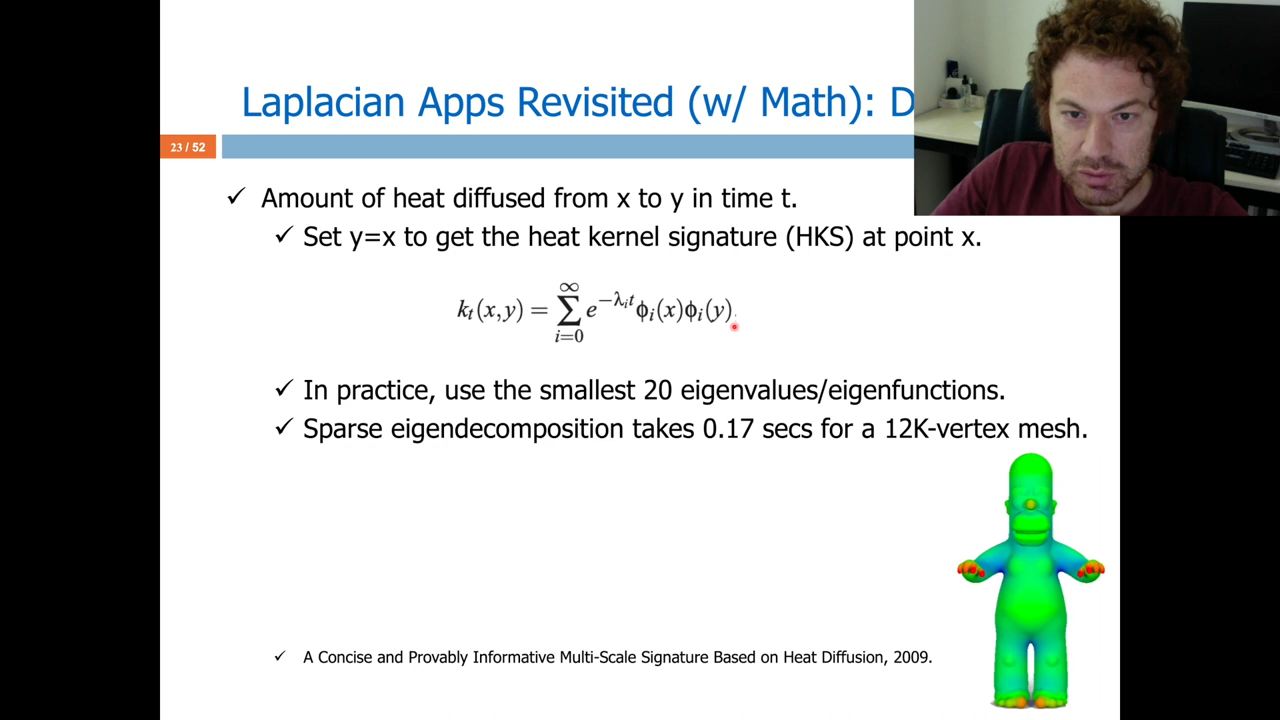 Laplacian Apps Revisited (w/ Math): D
23 / 52
✓ Amount of heat diffused from x to y in time t.
✓ Set y=x to get the heat kernel signature (HKS) at point x.
k_t(x,y) = ∑_{i=0}^{∞} e^{−λ_i t} ϕ_i(x)ϕ_i(y).
✓ In practice, use the smallest 20 eigenvalues/eigenfunctions.
✓ Sparse eigendecomposition takes 0.17 secs for a 12K-vertex mesh.
✓ A Concise and Provably Informative Multi-Scale Signature Based on Heat Diffusion, 2009.